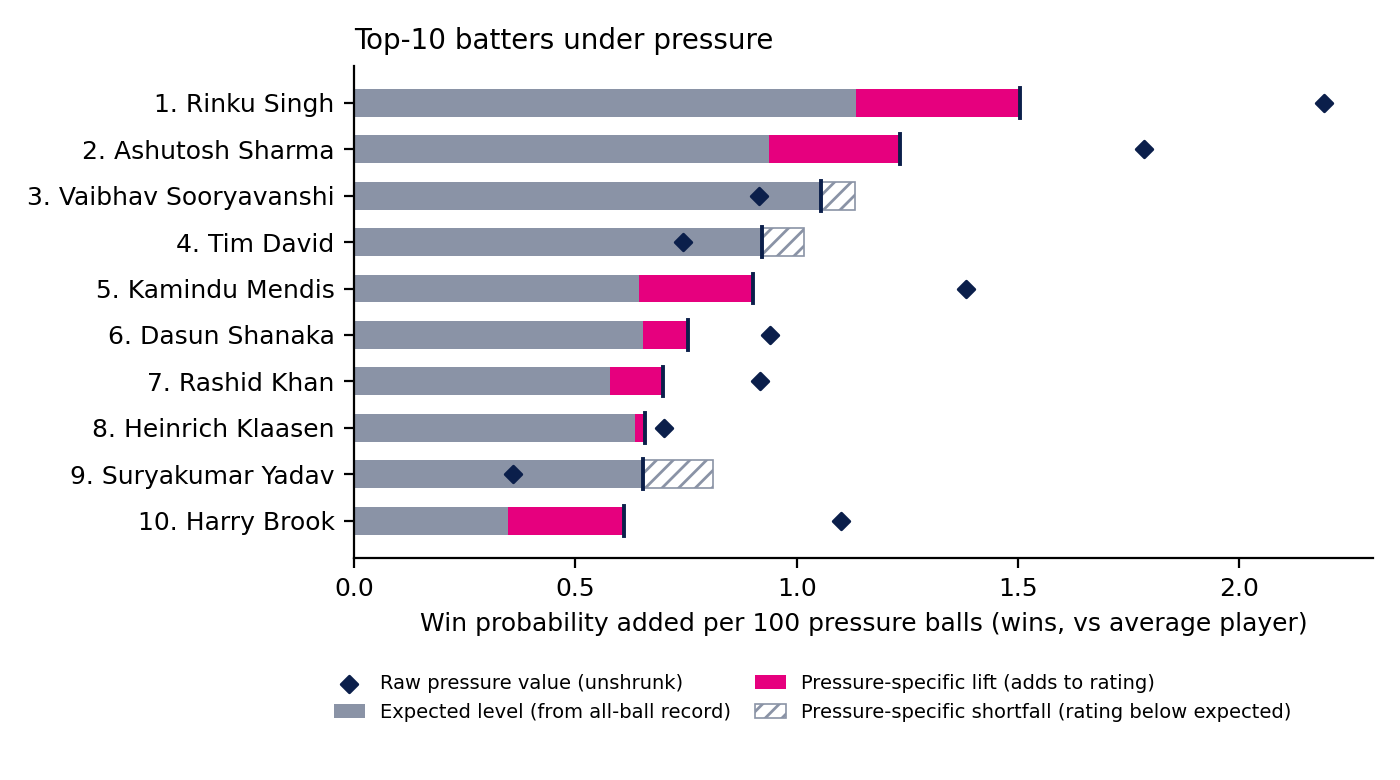 Top-10 batters under pressure
1. Rinku Singh
2. Ashutosh Sharma
3. Vaibhav Sooryavanshi
4. Tim David
5. Kamindu Mendis
6. Dasun Shanaka
7. Rashid Khan
8. Heinrich Klaasen
9. Suryakumar Yadav
10. Harry Brook
0.0 0.5 1.0 1.5 2.0
Win probability added per 100 pressure balls (wins, vs average player)
Raw pressure value (unshrunk)
Expected level (from all-ball record)
Pressure-specific lift (adds to rating)
Pressure-specific shortfall (rating below expected)